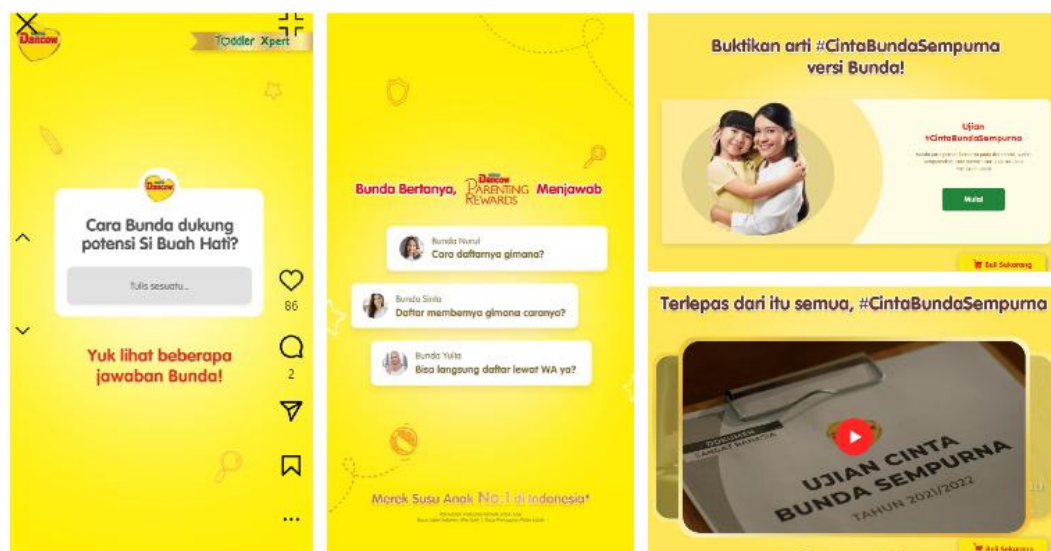 Dancow
Toddler Xpert
Dancow
Cara Bunda dukung
potensi Si Buah Hati?
Tulis sesuatu...
Yuk lihat beberapa
jawaban Bunda!
86
2
Bunda Bertanya, Dancow PARENTING REWARDS Menjawab
Bunda Nurul
Cara daftarnya gimana?
Bunda Sinta
Daftar membernya gimana caranya?
Bunda Yulia
Bisa langsung daftar lewat WA ya?
Merek Susu Anak No.1 di Indonesia*
Buktikan arti #CintaBundaSempurna
versi Bunda!
Ujian
#CintaBundaSempurna
Mulai
Beli Sekarang
Terlepas dari itu semua, #CintaBundaSempurna
DOKUMEN
SANGAT RAHASIA
UJIAN CINTA
BUNDA SEMPURNA
TAHUN 2021/2022
Beli Sekarang